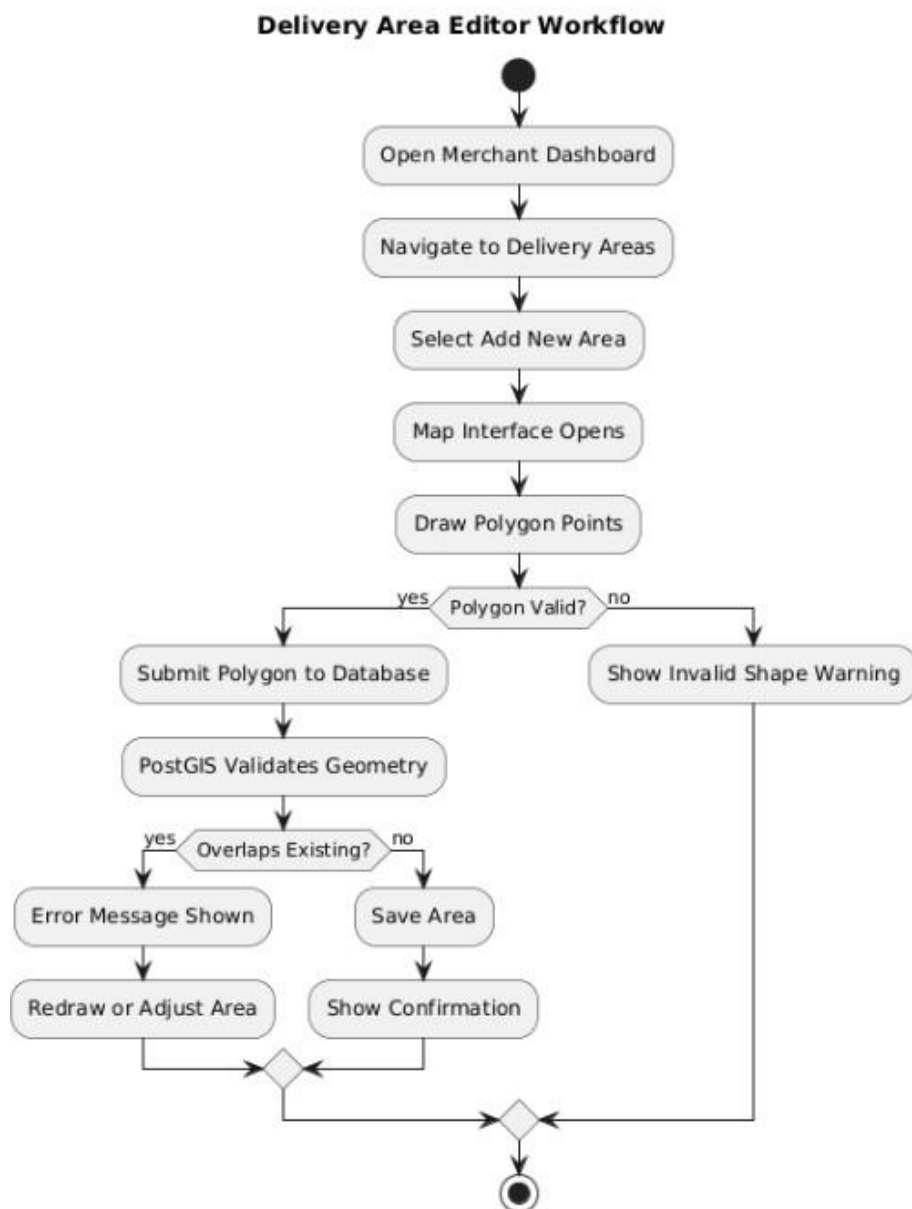 Delivery Area Editor Workflow
Open Merchant Dashboard
Navigate to Delivery Areas
Select Add New Area
Map Interface Opens
Draw Polygon Points
yes
Polygon Valid?
no
Submit Polygon to Database
Show Invalid Shape Warning
PostGIS Validates Geometry
yes
Overlaps Existing?
no
Error Message Shown
Save Area
Redraw or Adjust Area
Show Confirmation